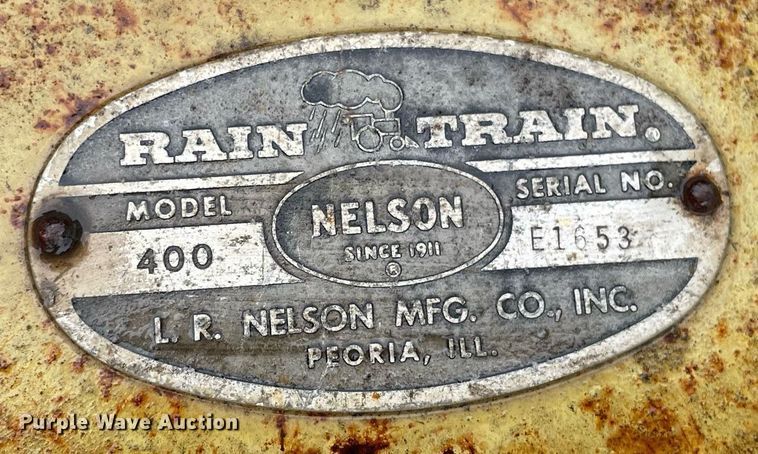 RAIN TRAIN®
MODEL
400
NELSON
SINCE 1911
®
SERIAL NO.
E1653
L. R. NELSON MFG. CO., INC.
PEORIA, ILL.
Purple Wave Auction